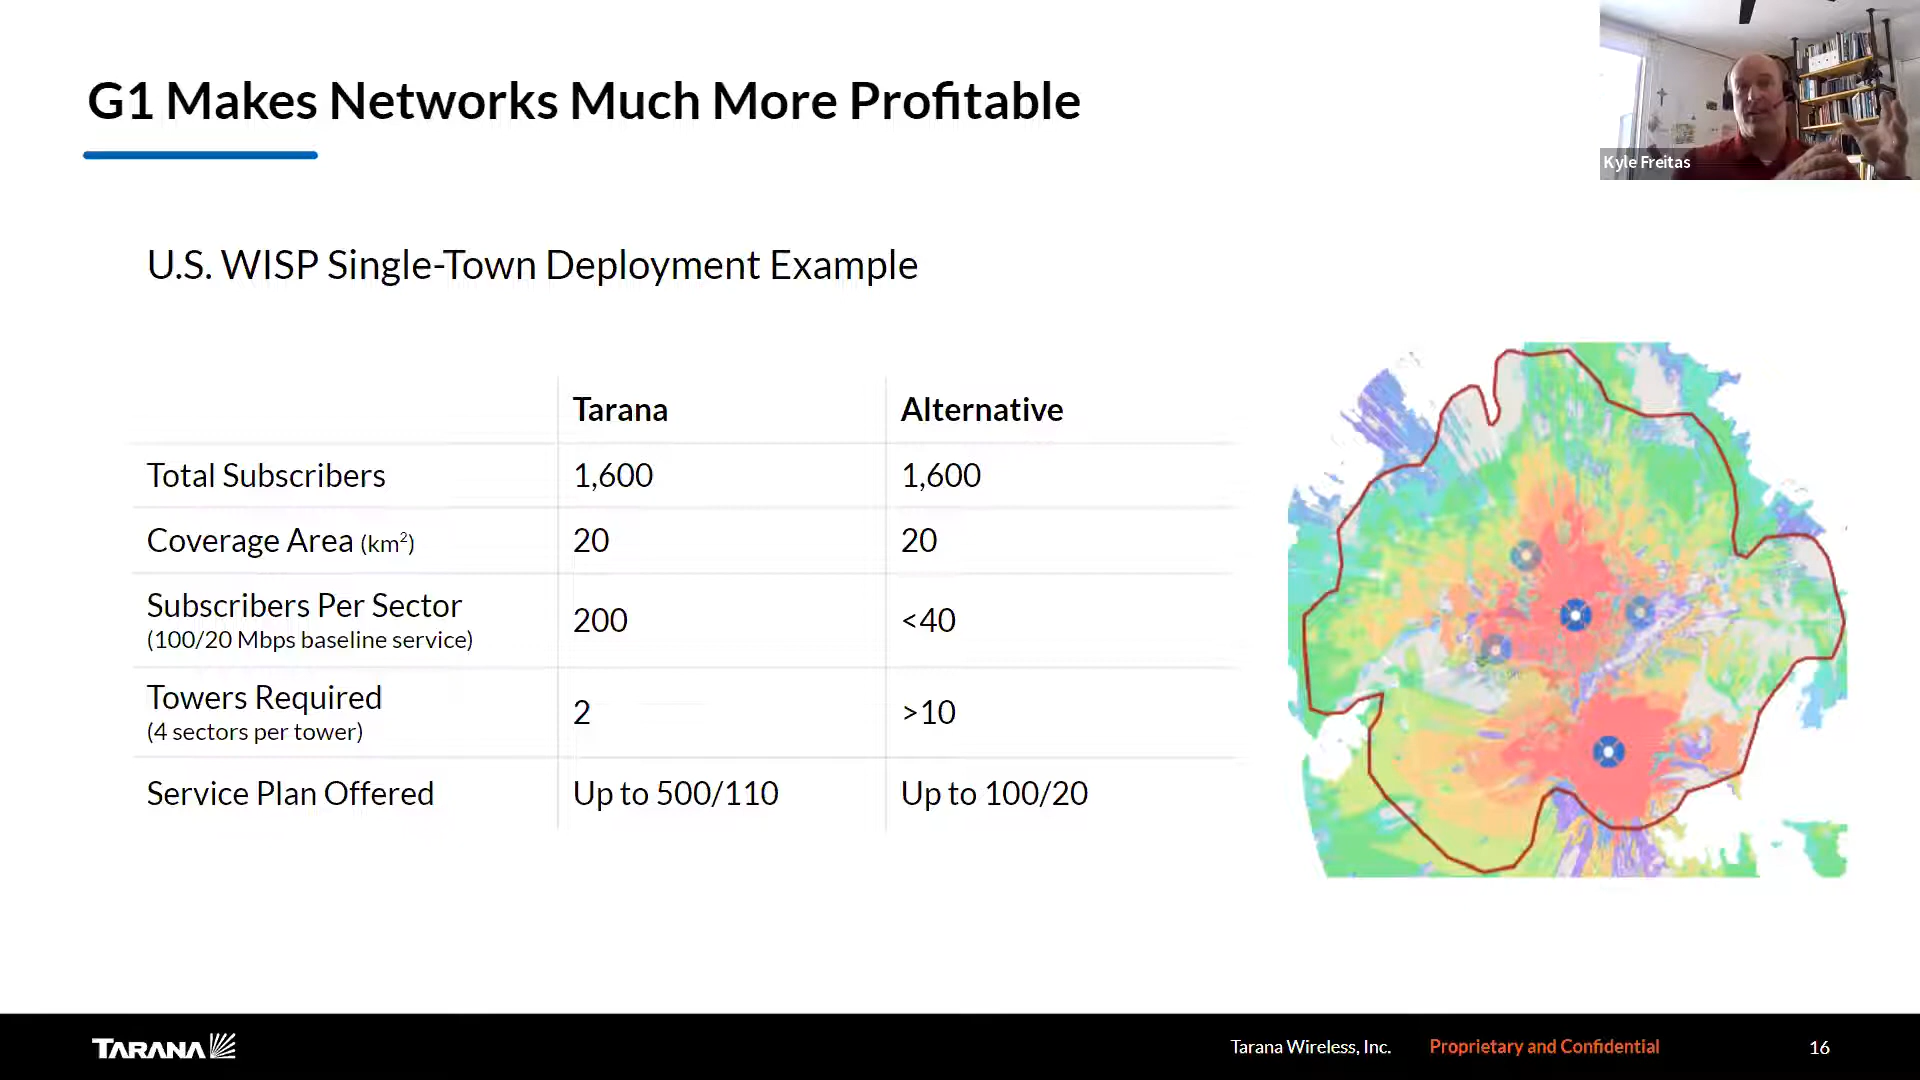 G1 Makes Networks Much More Profitable
Kyle Freitas
U.S. WISP Single-Town Deployment Example
Tarana Alternative
Total Subscribers 1,600 1,600
Coverage Area (km²) 20 20
Subscribers Per Sector
(100/20 Mbps baseline service) 200 <40
Towers Required
(4 sectors per tower) 2 >10
Service Plan Offered Up to 500/110 Up to 100/20
TARANA Tarana Wireless, Inc. Proprietary and Confidential 16